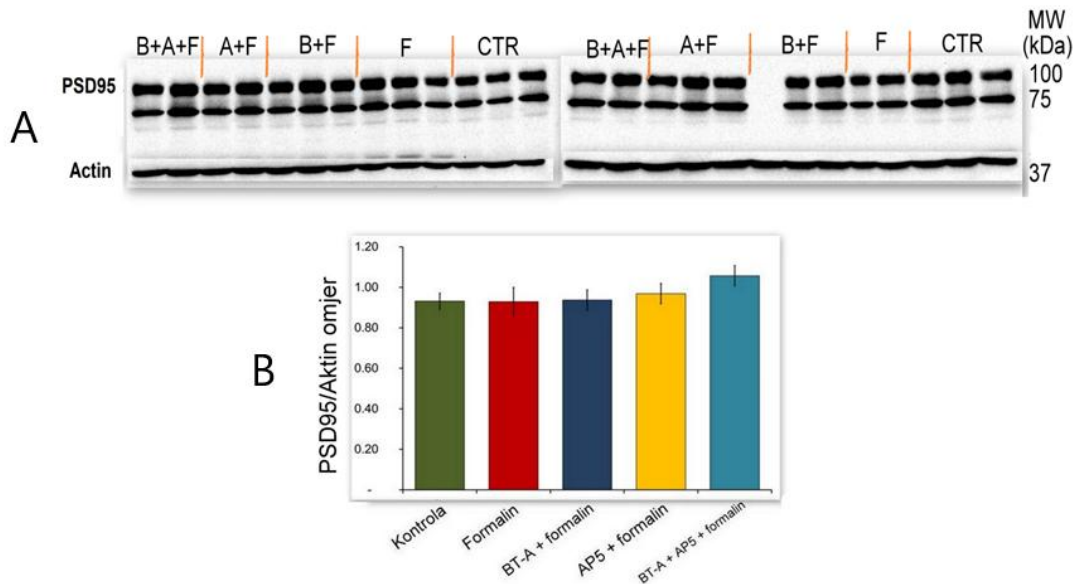 B+A+F A+F B+F F CTR B+A+F A+F B+F F CTR MW
(kDa)
PSD95
100
75
A
Actin
37
1.20
1.00
0.80
0.60
0.40
0.20
-
PSD95/Aktin omjer
B
Kontrola
Formalin
BT-A + formalin
AP5 + formalin
BT-A + AP5 + formalin